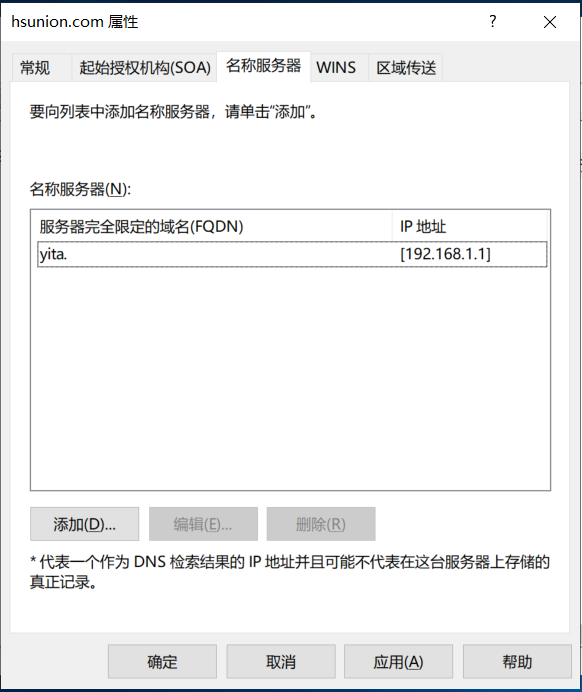 hsunion.com 属性
? ×
常规 起始授权机构(SOA) 名称服务器 WINS 区域传送
要向列表中添加名称服务器，请单击“添加”。
名称服务器(N):
服务器完全限定的域名(FQDN) IP 地址
yita. [192.168.1.1]
添加(D)... 编辑(E)... 删除(R)
* 代表一个作为 DNS 检索结果的 IP 地址并且可能不代表在这台服务器上存储的
真正记录。
确定 取消 应用(A) 帮助